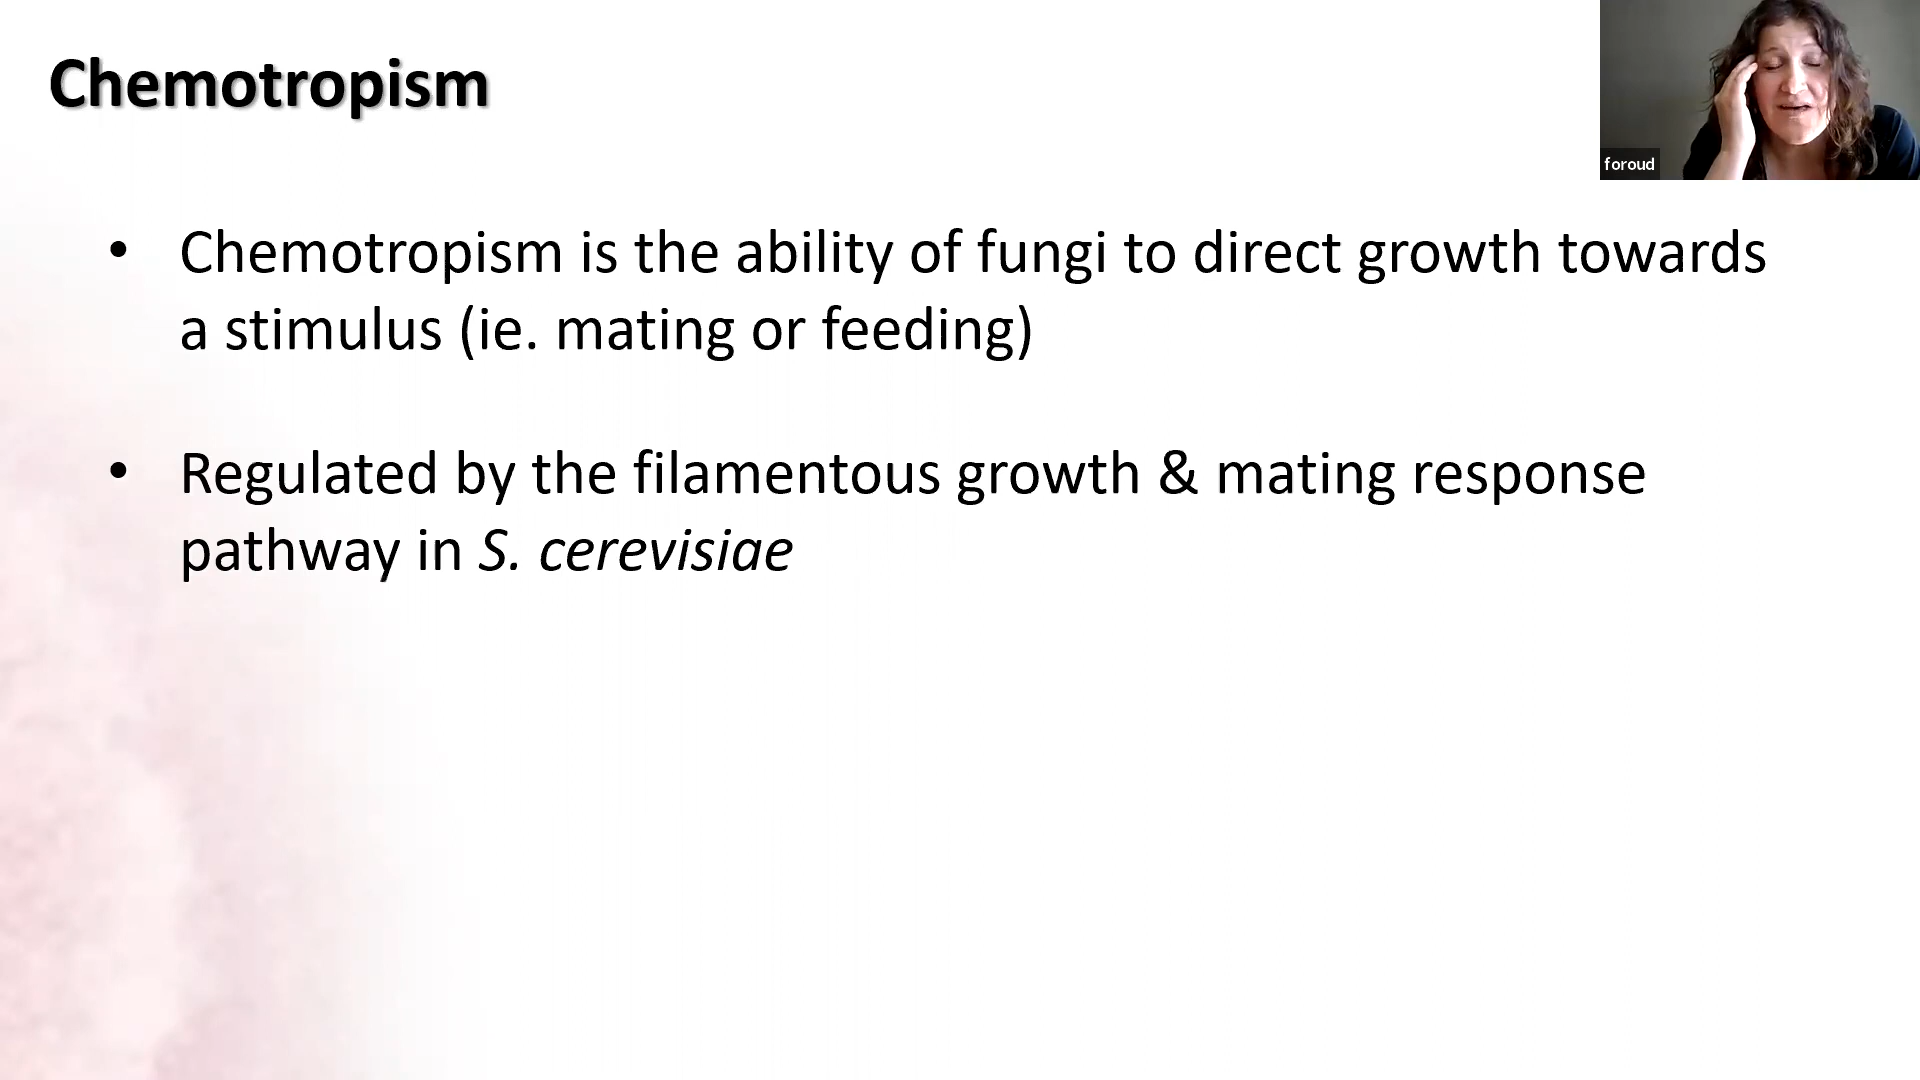 Chemotropism
foroud
• Chemotropism is the ability of fungi to direct growth towards
a stimulus (ie. mating or feeding)
• Regulated by the filamentous growth & mating response
pathway in S. cerevisiae